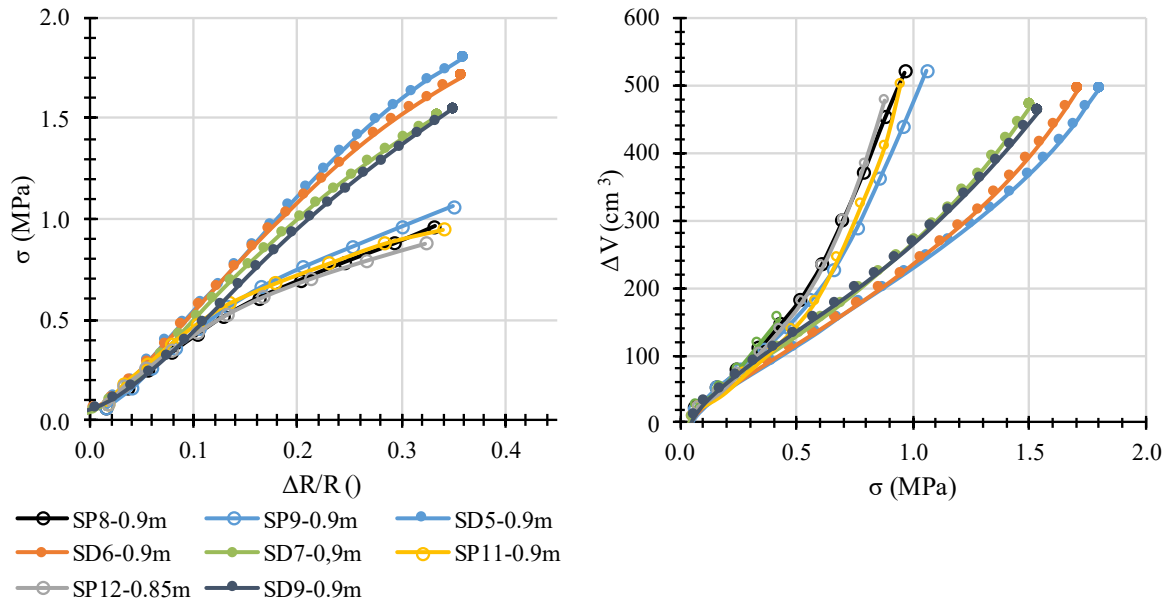 2.0
1.5
1.0
0.5
0.0
σ (MPa)
0.0 0.1 0.2 0.3 0.4
ΔR/R ()
600
500
400
300
200
100
0
ΔV (cm³)
0.0 0.5 1.0 1.5 2.0
σ (MPa)
SP8-0.9m SP9-0.9m SD5-0.9m
SD6-0.9m SD7-0,9m SP11-0.9m
SP12-0.85m SD9-0.9m